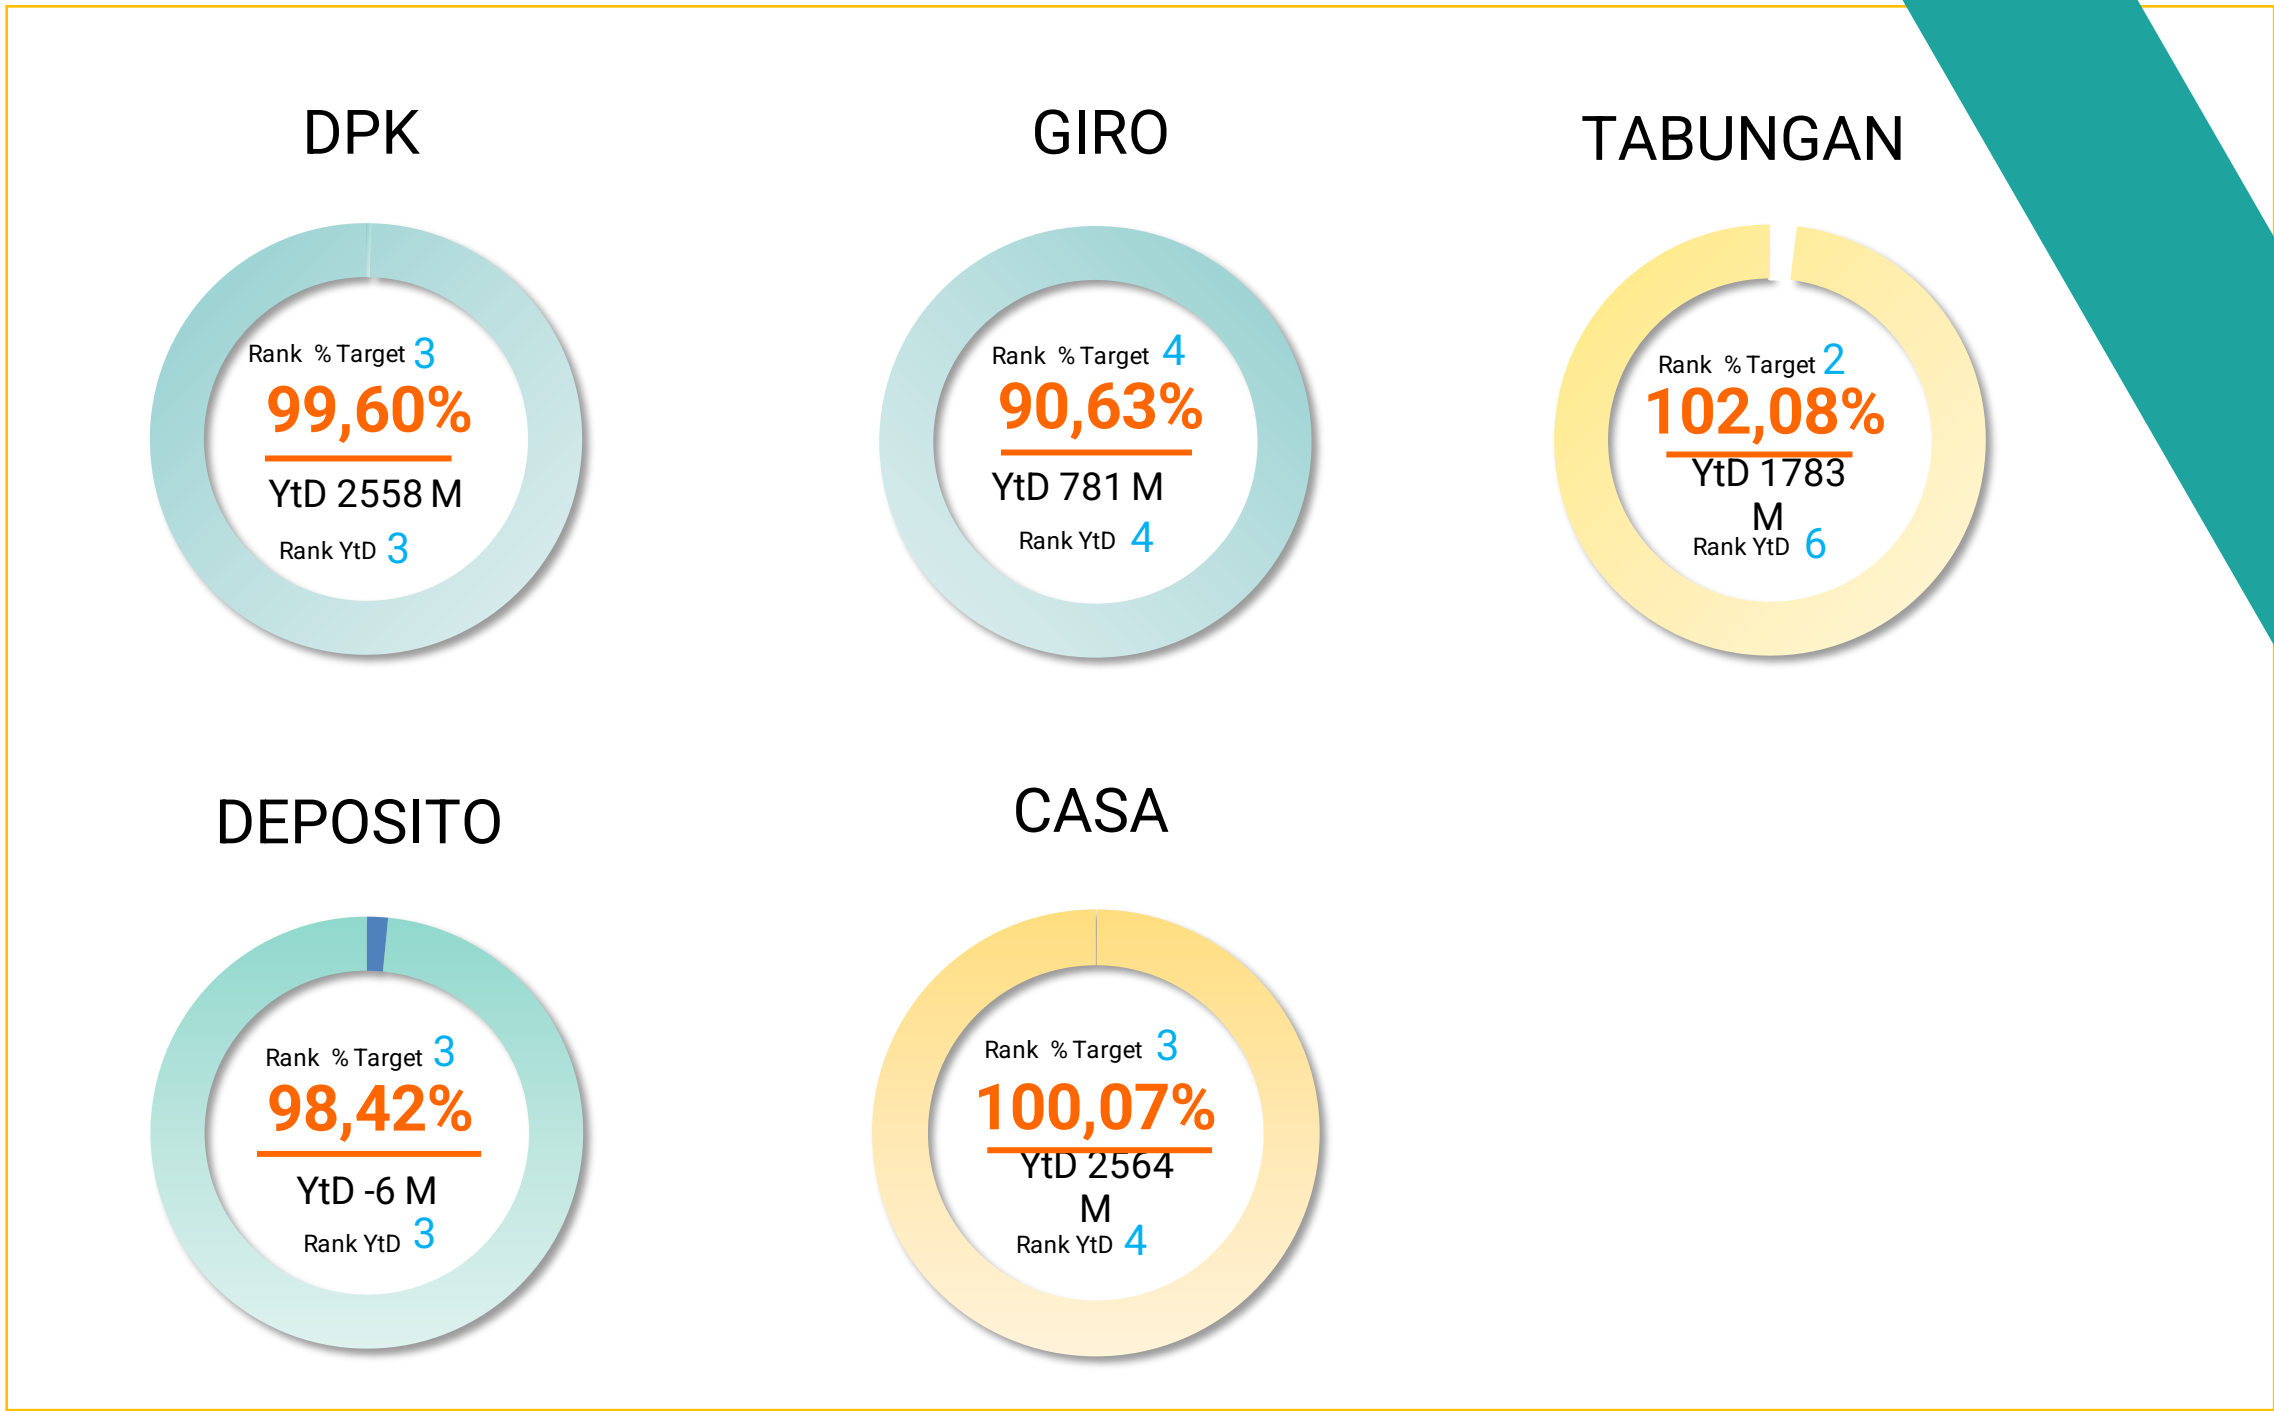 DPK
Rank % Target 3
99,60%
YtD 2558 M
Rank YtD 3
GIRO
Rank % Target 4
90,63%
YtD 781 M
Rank YtD 4
TABUNGAN
Rank % Target 2
102,08%
YtD 1783
M
Rank YtD 6
DEPOSITO
Rank % Target 3
98,42%
YtD -6 M
Rank YtD 3
CASA
Rank % Target 3
100,07%
YtD 2564
M
Rank YtD 4